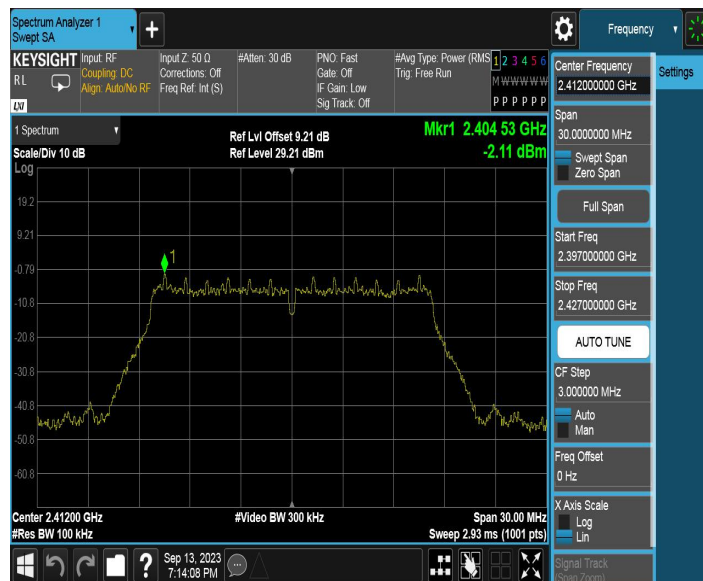 Spectrum Analyzer 1
Swept SA
+
Frequency
KEYSIGHT
RL
LXI
Input: RF
Coupling: DC
Align: Auto/No RF
Input Z: 50 Ω
Corrections: Off
Freq Ref: Int (S)
#Atten: 30 dB
PNO: Fast
Gate: Off
IF Gain: Low
Sig Track: Off
#Avg Type: Power (RMS
Trig: Free Run
1 2 3 4 5 6
M W W W W W
P P P P P P
Center Frequency
2.412000000 GHz
Settings
Span
30.0000000 MHz
Swept Span
Zero Span
Full Span
Start Freq
2.397000000 GHz
Stop Freq
2.427000000 GHz
AUTO TUNE
CF Step
3.000000 MHz
Auto
Man
Freq Offset
0 Hz
X Axis Scale
Log
Lin
Signal Track
(Span Zoom)
1 Spectrum
Scale/Div 10 dB
Log
Ref Lvl Offset 9.21 dB
Ref Level 29.21 dBm
Mkr1 2.404 53 GHz
-2.11 dBm
19.2
9.21
-0.79
-10.8
-20.8
-30.8
-40.8
-50.8
-60.8
1
Center 2.41200 GHz
#Res BW 100 kHz
#Video BW 300 kHz
Span 30.00 MHz
Sweep 2.93 ms (1001 pts)
?
Sep 13, 2023
7:14:08 PM